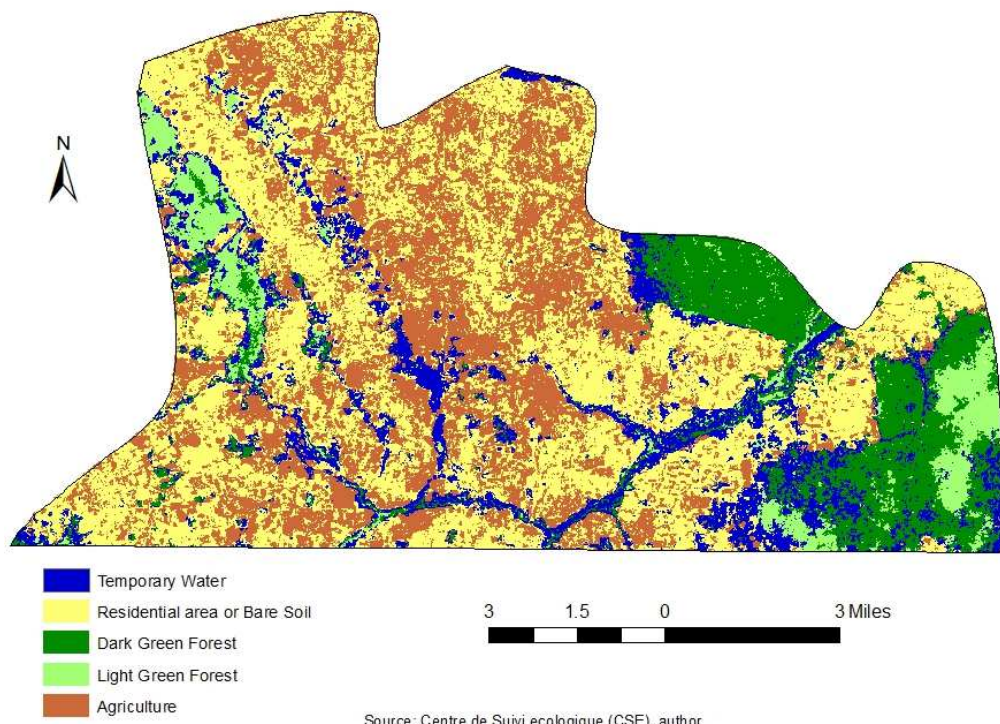 N
Temporary Water
Residential area or Bare Soil
Dark Green Forest
Light Green Forest
Agriculture
3 1.5 0 3 Miles
Source: Centre de Suivi ecologique (CSE), author